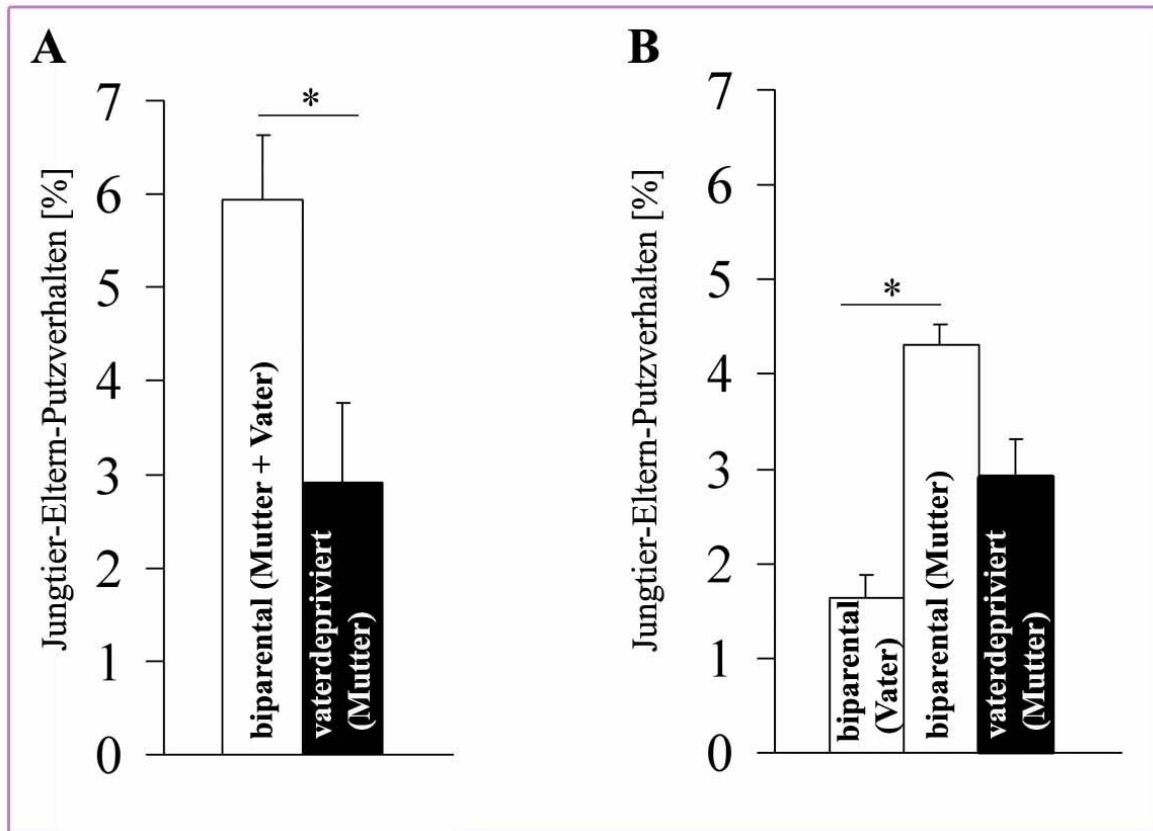 A
Jungtier-Eltern-Putzverhalten [%]
7
6
5
4
3
2
1
0
*
biparental (Mutter + Vater)
vaterdepriviert
(Mutter)
B
Jungtier-Eltern-Putzverhalten [%]
7
6
5
4
3
2
1
0
*
biparental
(Vater)
biparental (Mutter)
vaterdepriviert
(Mutter)